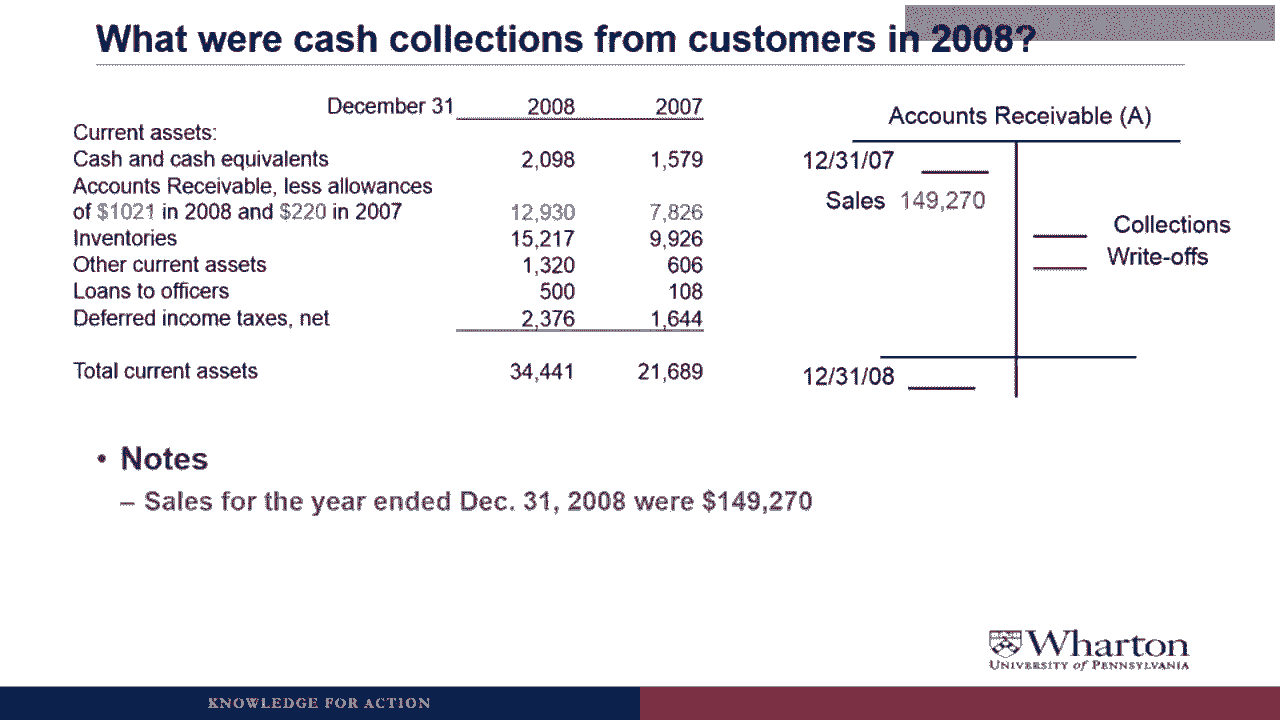 What were cash collections from customers in 2008?
December 31 2008 2007
Current assets:
Cash and cash equivalents 2,098 1,579
Accounts Receivable, less allowances
of $1021 in 2008 and $220 in 2007 12,930 7,826
Inventories 15,217 9,926
Other current assets 1,320 606
Loans to officers 500 108
Deferred income taxes, net 2,376 1,644
Total current assets 34,441 21,689
Accounts Receivable (A)
12/31/07
Sales 149,270
Collections
Write-offs
12/31/08
• Notes
– Sales for the year ended Dec. 31, 2008 were $149,270
Wharton
UNIVERSITY of PENNSYLVANIA
KNOWLEDGE FOR ACTION